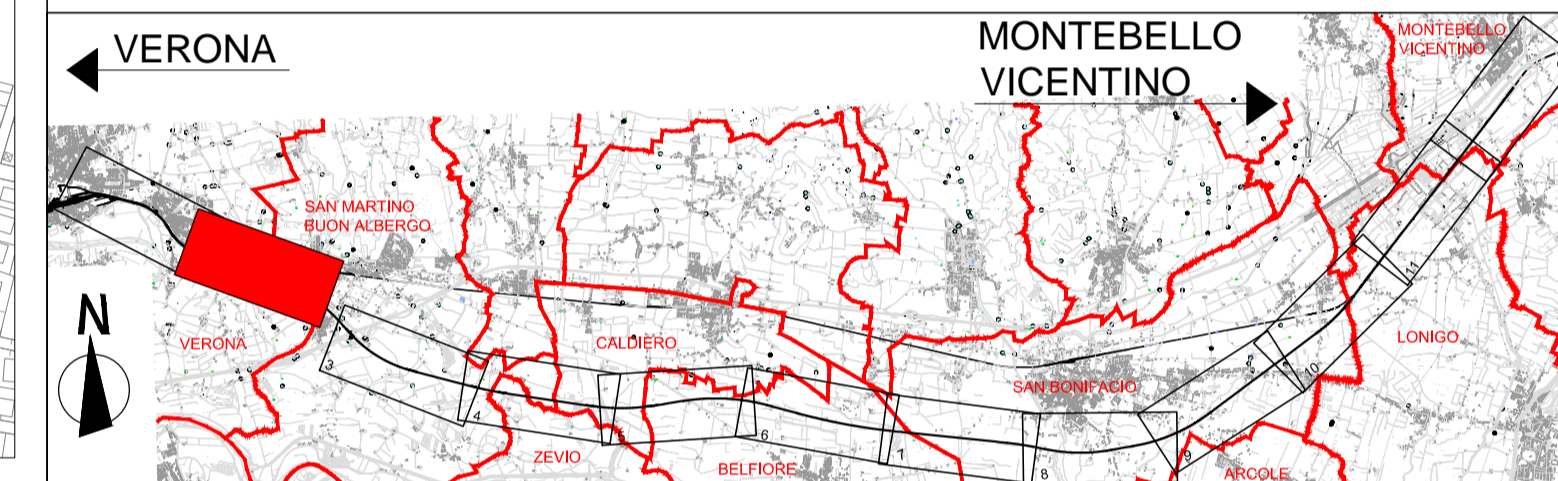 VERONA
MONTEBELLO
VICENTINO
MONTEBELLO
VICENTINO
SAN MARTINO
BUON ALBERGO
N
VERONA
CALDIERO
LONIGO
SAN BONIFACIO
ZEVIO
BELFIORE
ARCOLE
3
4
5
6
7
8
9
10
11